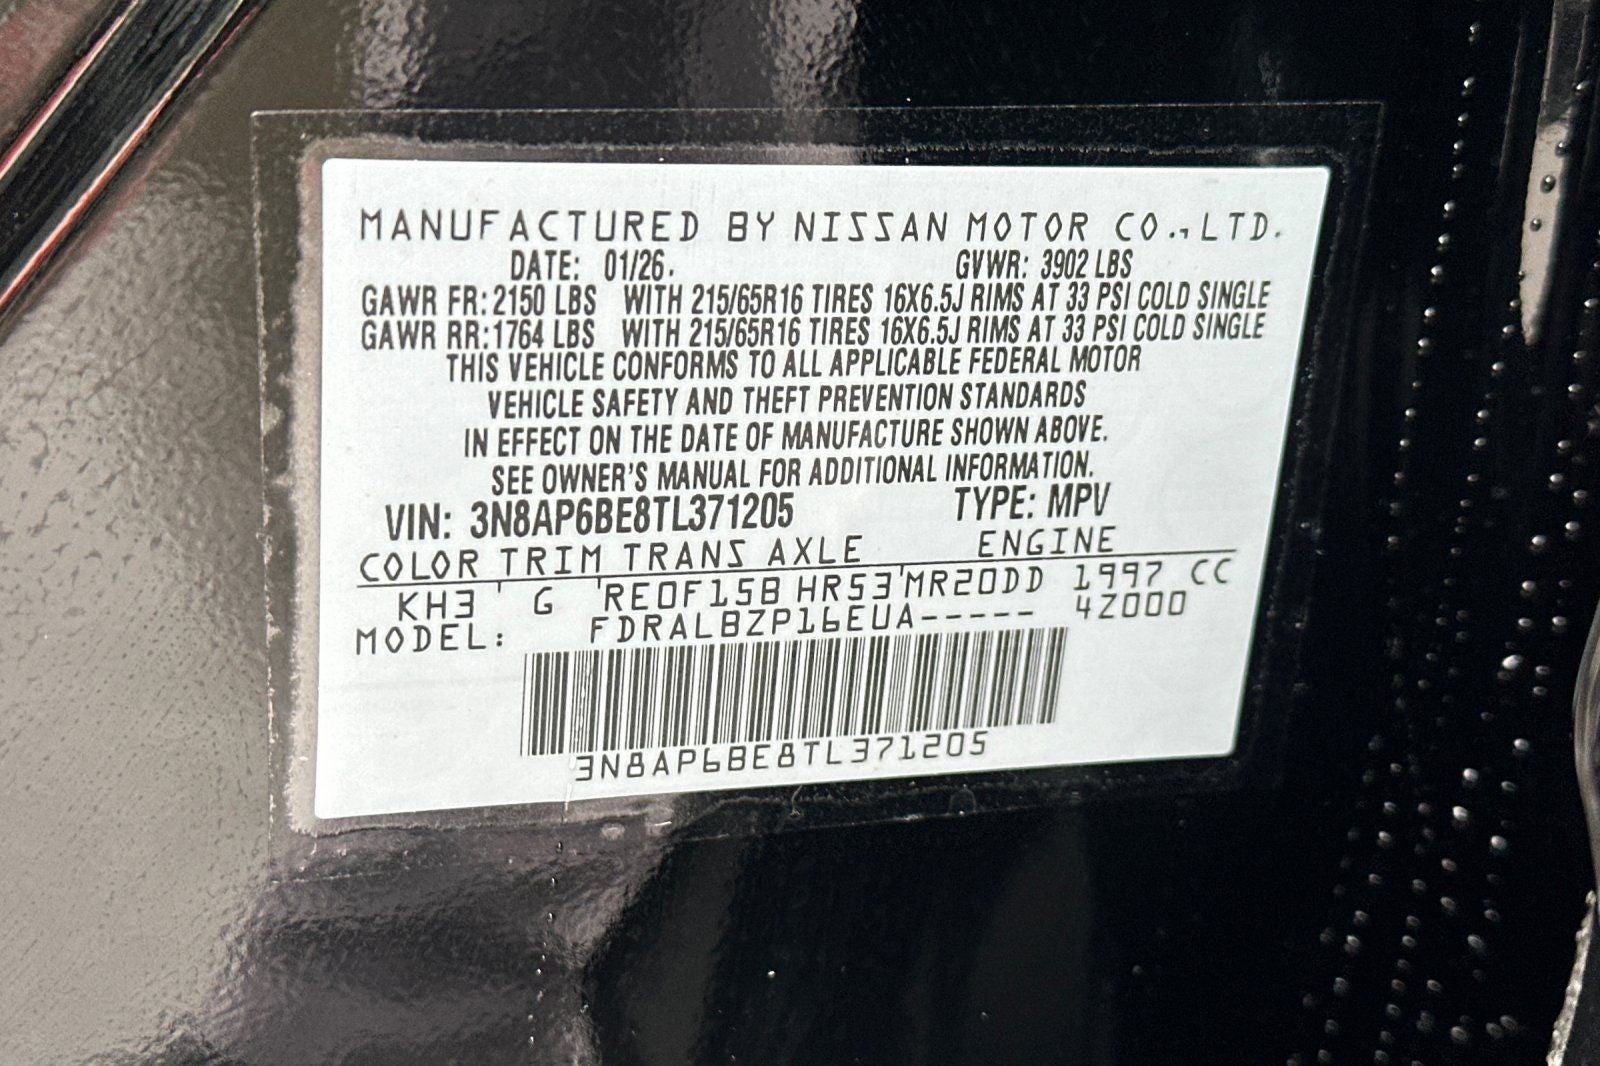 MANUFACTURED BY NISSAN MOTOR CO., LTD.
DATE: 01/26. GVWR: 3902 LBS
GAWR FR: 2150 LBS WITH 215/65R16 TIRES 16X6.5J RIMS AT 33 PSI COLD SINGLE
GAWR RR: 1764 LBS WITH 215/65R16 TIRES 16X6.5J RIMS AT 33 PSI COLD SINGLE
THIS VEHICLE CONFORMS TO ALL APPLICABLE FEDERAL MOTOR
VEHICLE SAFETY AND THEFT PREVENTION STANDARDS
IN EFFECT ON THE DATE OF MANUFACTURE SHOWN ABOVE.
SEE OWNER'S MANUAL FOR ADDITIONAL INFORMATION.
VIN: 3N8AP6BE8TL371205 TYPE: MPV
COLOR TRIM TRANS AXLE ENGINE
KH3 ' G 'RE0F15B HR53'MR20DD 1997 CC
MODEL: FDRALBZP16EUA----- 4Z000
3N8AP6BE8TL371205